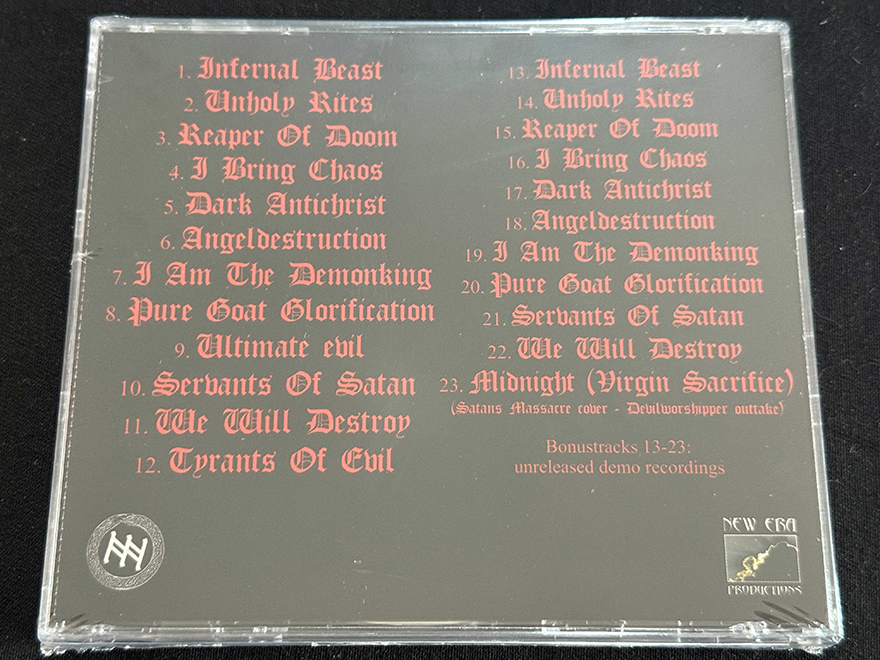 1. Infernal Beast
2. Unholy Rites
3. Reaper Of Doom
4. I Bring Chaos
5. Dark Antichrist
6. Angeldestruction
7. I Am The Demonking
8. Pure Goat Glorification
9. Ultimate evil
10. Servants Of Satan
11. We Will Destroy
12. Tyrants Of Evil
13. Infernal Beast
14. Unholy Rites
15. Reaper Of Doom
16. I Bring Chaos
17. Dark Antichrist
18. Angeldestruction
19. I Am The Demonking
20. Pure Goat Glorification
21. Servants Of Satan
22. We Will Destroy
23. Midnight (Virgin Sacrifice)
(Satans Massacre cover - Devilworshipper outtake)
Bonustracks 13-23:
unreleased demo recordings
NEW ERA
PRODUCTIONS